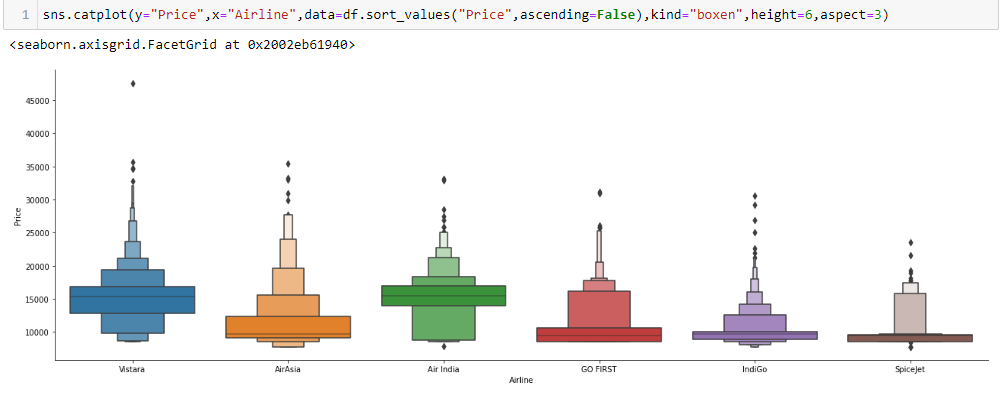 1 sns.catplot(y="Price",x="Airline",data=df.sort_values("Price",ascending=False),kind="boxen",height=6,aspect=3)
<seaborn.axisgrid.FacetGrid at 0x2002eb61940>
45000
40000
35000
30000
25000
20000
15000
10000
Price
Vistara AirAsia Air India GO FIRST IndiGo SpiceJet
Airline